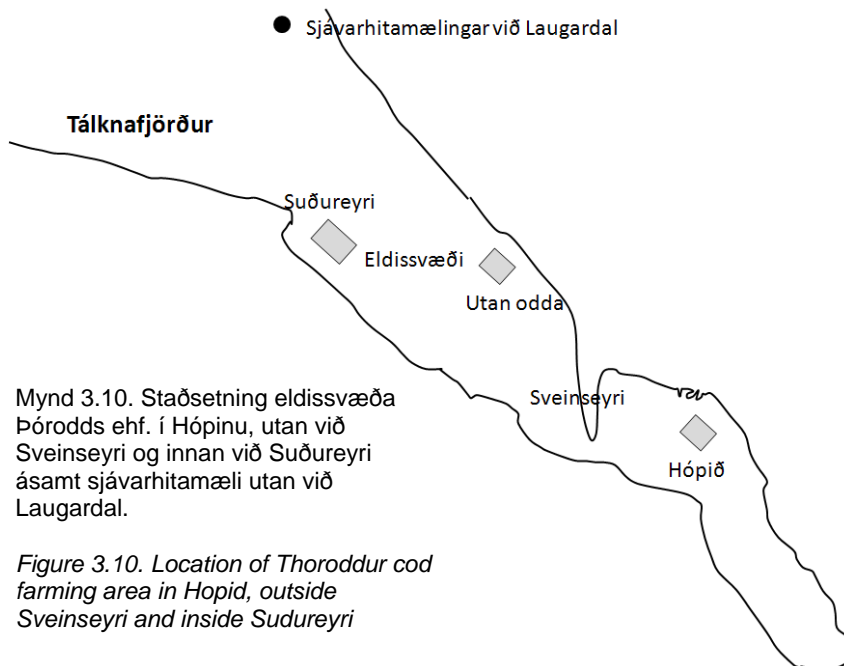 Sjávarhitamælingar við Laugardal
Tálknafjörður
Suðureyri
Eldissvæði
Utan odda
Sveinseyri
Hópið
Mynd 3.10. Staðsetning eldissvæða
Þórodds ehf. í Hópinu, utan við
Sveinseyri og innan við Suðureyri
ásamt sjávarhitamæli utan við
Laugardal.
Figure 3.10. Location of Thoroddur cod
farming area in Hopid, outside
Sveinseyri and inside Sudureyri